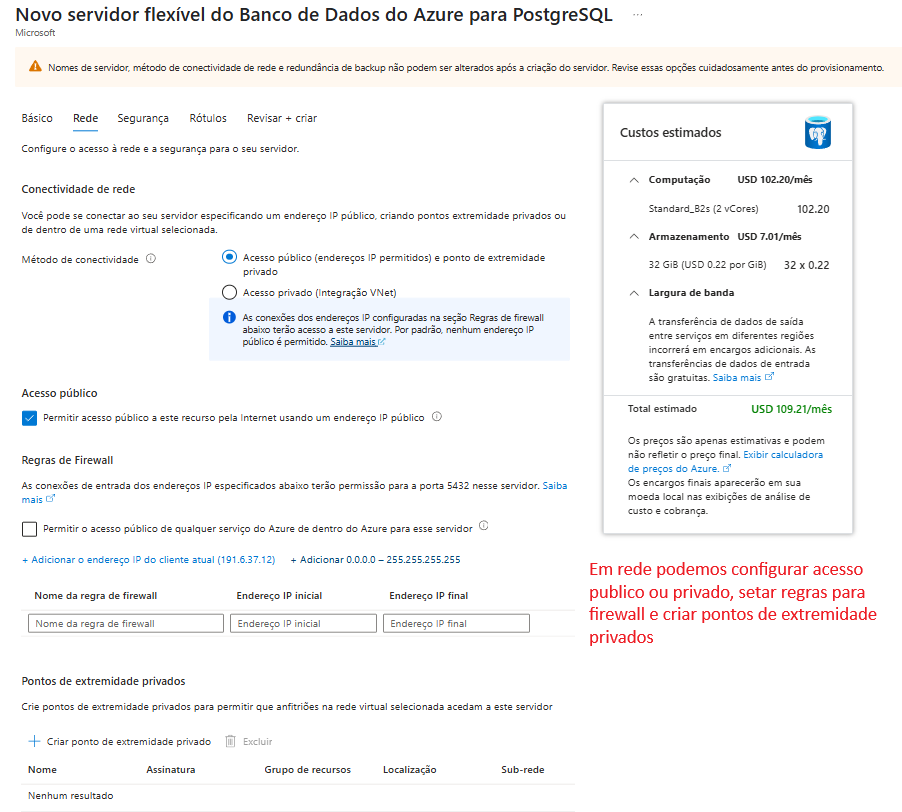 Novo servidor flexível do Banco de Dados do Azure para PostgreSQL ...
Microsoft
Nomes de servidor, método de conectividade de rede e redundância de backup não podem ser alterados após a criação do servidor. Revise essas opções cuidadosamente antes do provisionamento.
Básico Rede Segurança Rótulos Revisar + criar
Configure o acesso à rede e a segurança para o seu servidor.
Conectividade de rede
Você pode se conectar ao seu servidor especificando um endereço IP público, criando pontos extremidade privados ou
de dentro de uma rede virtual selecionada.
Método de conectividade
Acesso público (endereços IP permitidos) e ponto de extremidade
privado
Acesso privado (Integração VNet)
As conexões dos endereços IP configuradas na seção Regras de firewall
abaixo terão acesso a este servidor. Por padrão, nenhum endereço IP
público é permitido. Saiba mais
Acesso público
Permitir acesso público a este recurso pela Internet usando um endereço IP público
Regras de Firewall
As conexões de entrada dos endereços IP especificados abaixo terão permissão para a porta 5432 nesse servidor. Saiba
mais
Permitir o acesso público de qualquer serviço do Azure de dentro do Azure para esse servidor
+ Adicionar o endereço IP do cliente atual (191.6.37.12) + Adicionar 0.0.0.0 – 255.255.255.255
Nome da regra de firewall Endereço IP inicial Endereço IP final
Nome da regra de firewall Endereço IP inicial Endereço IP final
Pontos de extremidade privados
Crie pontos de extremidade privados para permitir que anfitriões na rede virtual selecionada acedam a este servidor
+ Criar ponto de extremidade privado Excluir
Nome Assinatura Grupo de recursos Localização Sub-rede
Nenhum resultado
Custos estimados
Computação USD 102.20/mês
Standard_B2s (2 vCores) 102.20
Armazenamento USD 7.01/mês
32 GiB (USD 0.22 por GiB) 32 x 0.22
Largura de banda
A transferência de dados de saída
entre serviços em diferentes regiões
incorrerá em encargos adicionais. As
transferências de dados de entrada
são gratuitas. Saiba mais
Total estimado USD 109.21/mês
Os preços são apenas estimativas e podem
não refletir o preço final. Exibir calculadora
de preços do Azure.
Os encargos finais aparecerão em sua
moeda local nas exibições de análise de
custo e cobrança.
Em rede podemos configurar acesso
publico ou privado, setar regras para
firewall e criar pontos de extremidade
privados